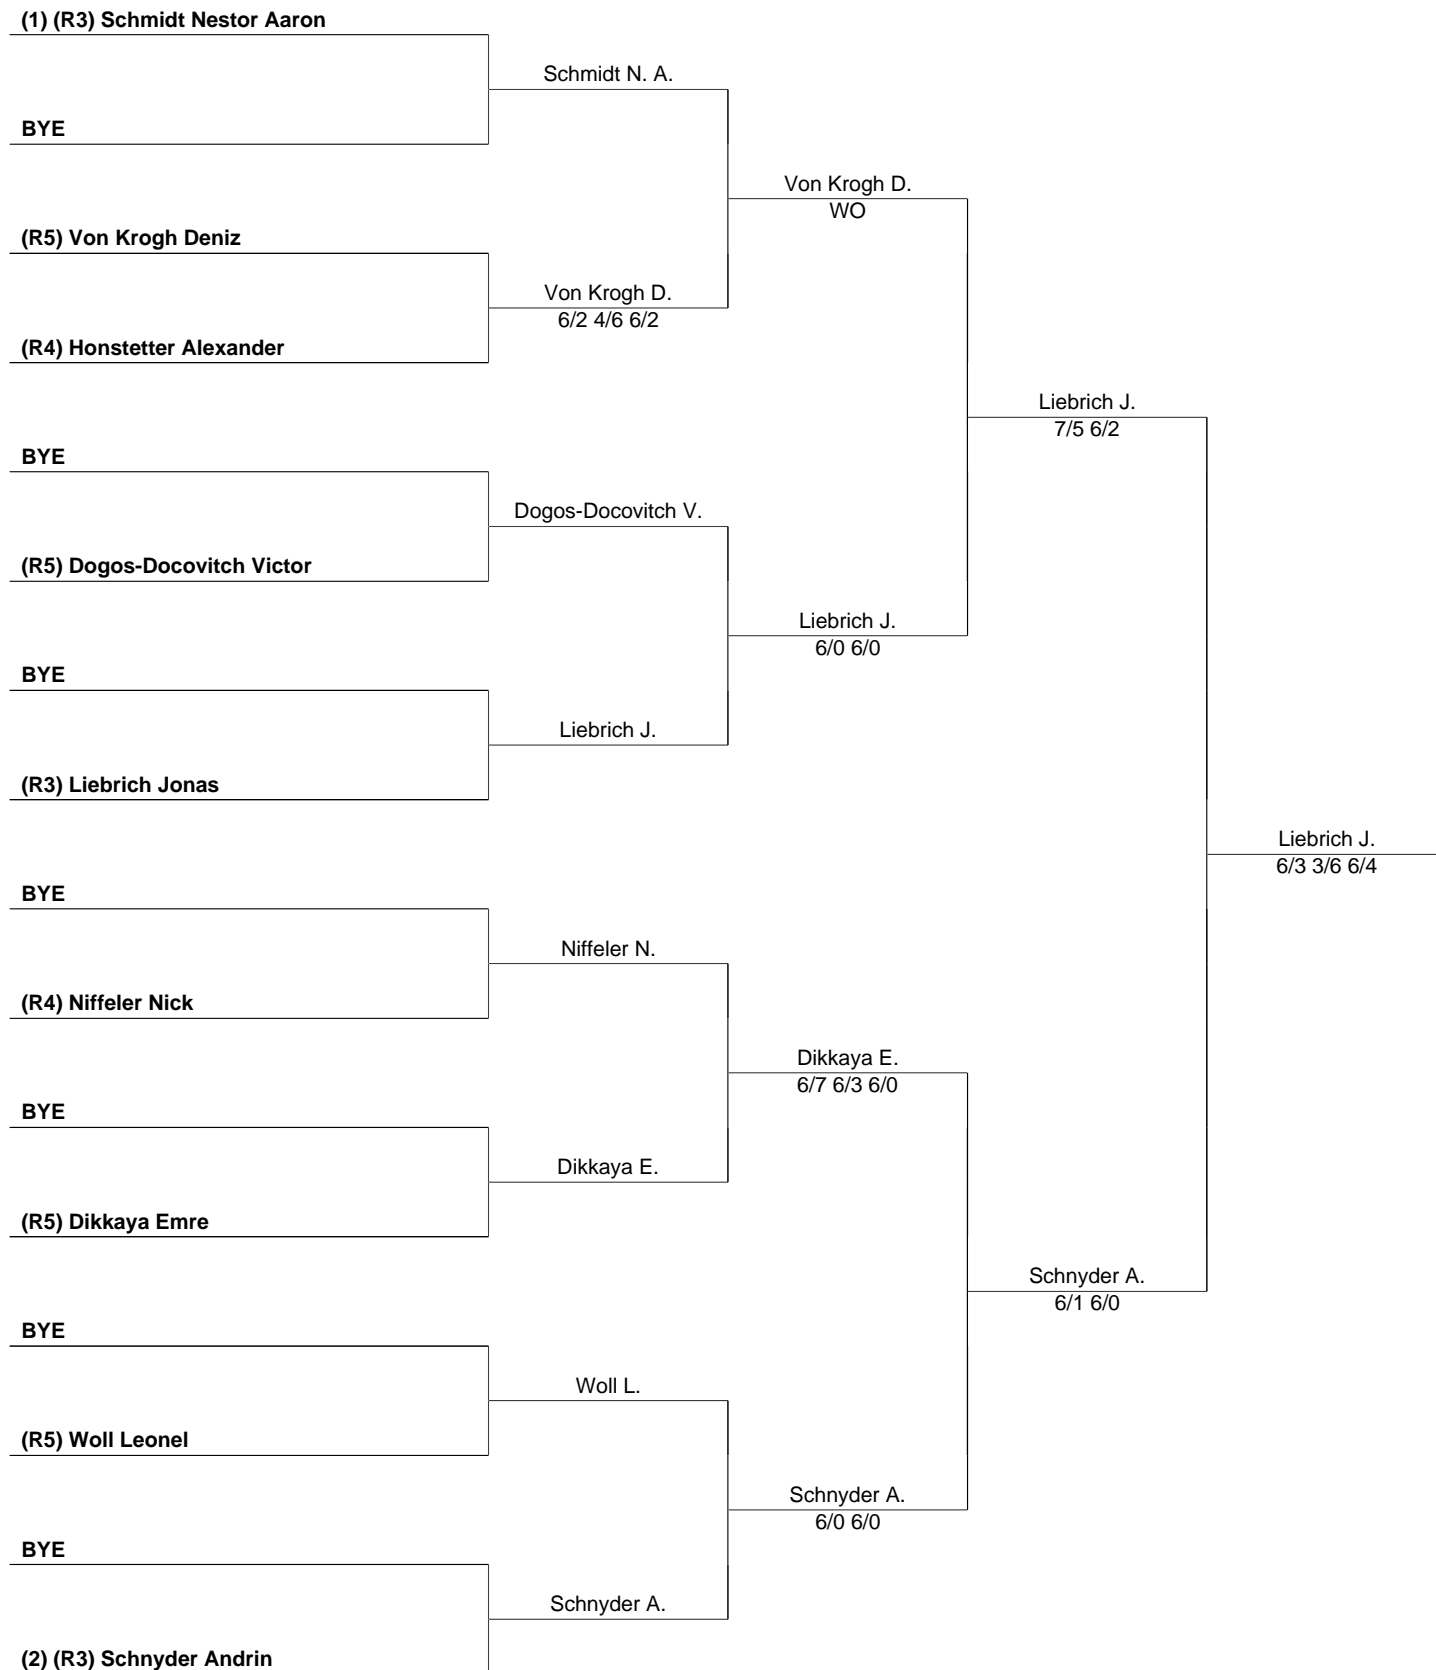 (1) (R3) Schmidt Nestor Aaron
Schmidt N. A.
BYE
Von Krogh D.
WO
(R5) Von Krogh Deniz
Von Krogh D.
6/2 4/6 6/2
(R4) Honstetter Alexander
Liebrich J.
7/5 6/2
BYE
Dogos-Docovitch V.
(R5) Dogos-Docovitch Victor
Liebrich J.
6/0 6/0
BYE
Liebrich J.
(R3) Liebrich Jonas
Liebrich J.
6/3 3/6 6/4
BYE
Niffeler N.
(R4) Niffeler Nick
Dikkaya E.
6/7 6/3 6/0
BYE
Dikkaya E.
(R5) Dikkaya Emre
Schnyder A.
6/1 6/0
BYE
Woll L.
(R5) Woll Leonel
Schnyder A.
6/0 6/0
BYE
Schnyder A.
(2) (R3) Schnyder Andrin